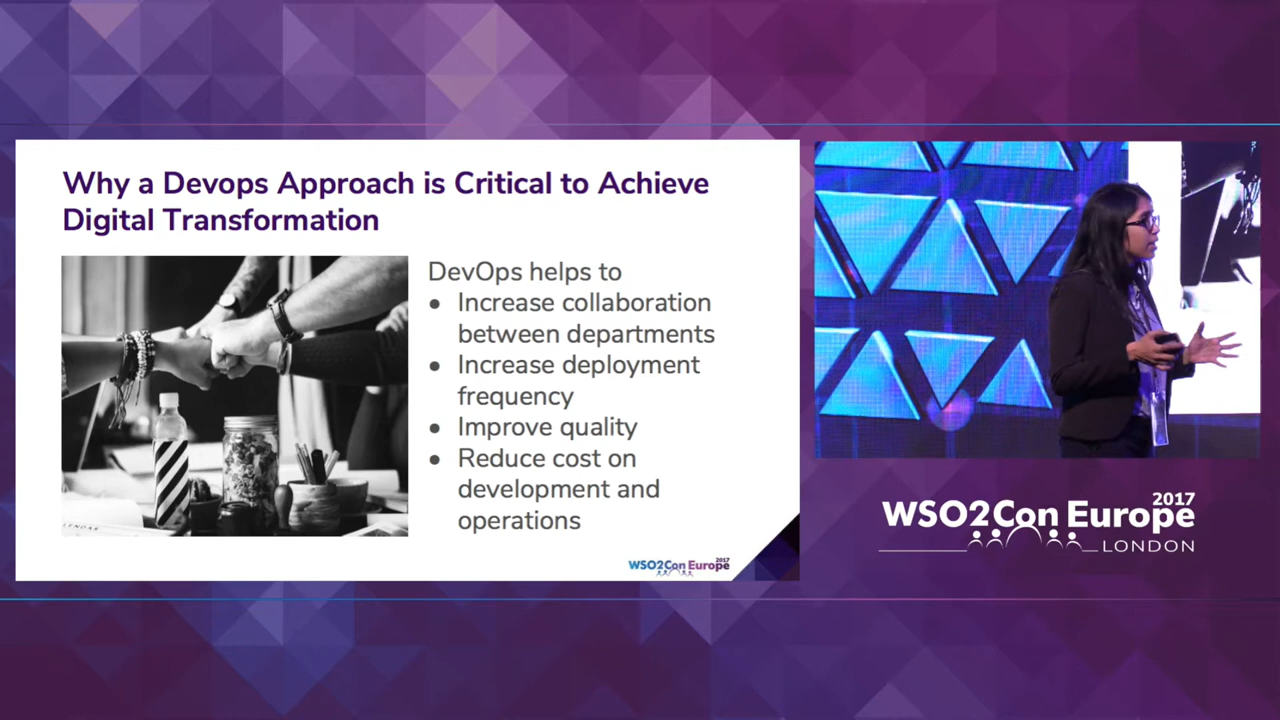 Why a Devops Approach is Critical to Achieve
Digital Transformation
DevOps helps to
● Increase collaboration
between departments
● Increase deployment
frequency
● Improve quality
● Reduce cost on
development and
operations
WSO2Con Europe 2017
WSO2Con Europe 2017
LONDON